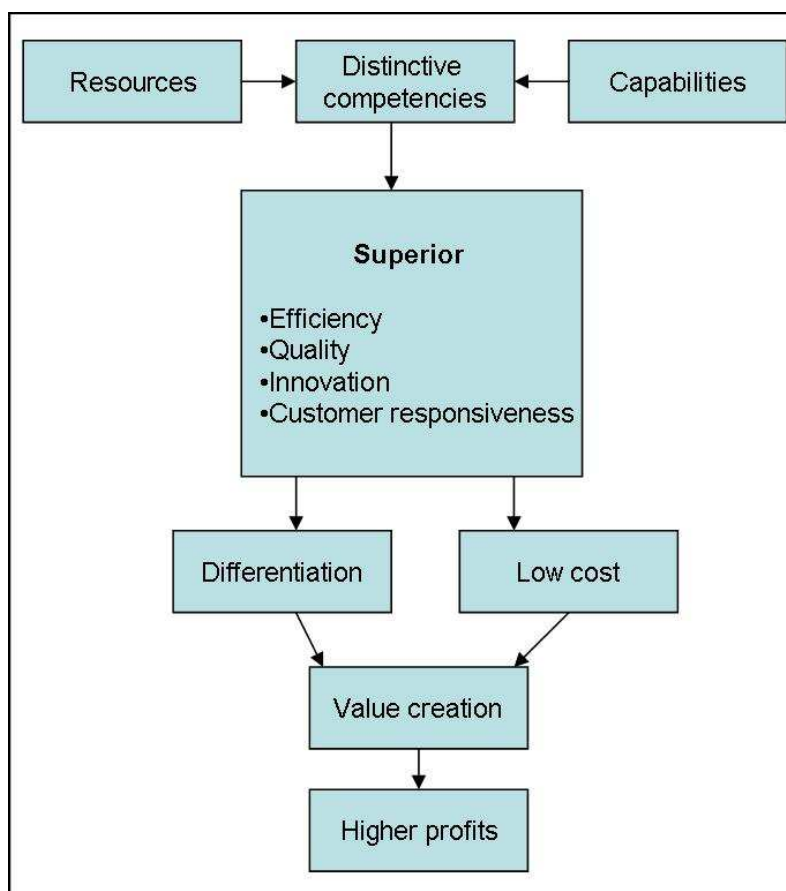 Resources
Distinctive
competencies
Capabilities
Superior
•Efficiency
•Quality
•Innovation
•Customer responsiveness
Differentiation
Low cost
Value creation
Higher profits